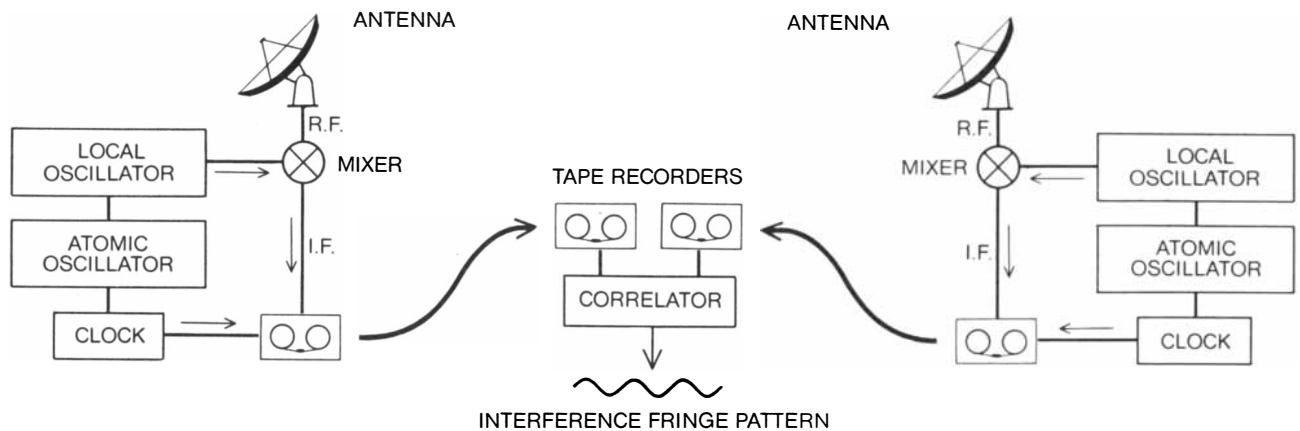 ANTENNA
ANTENNA
R.F.
R.F.
LOCAL
OSCILLATOR
MIXER
MIXER
LOCAL
OSCILLATOR
TAPE RECORDERS
ATOMIC
OSCILLATOR
I.F.
I.F.
ATOMIC
OSCILLATOR
CORRELATOR
CLOCK
CLOCK
INTERFERENCE FRINGE PATTERN